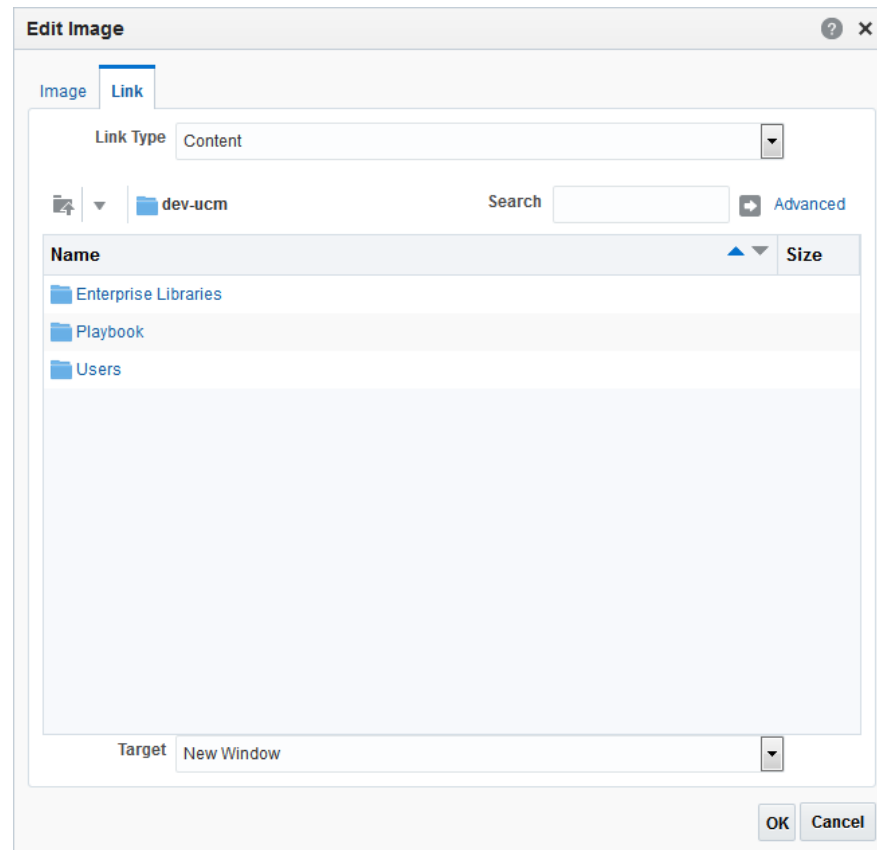 Edit Image
Image Link
Link Type Content
dev-ucm Search Advanced
Name Size
Enterprise Libraries
Playbook
Users
Target New Window
OK Cancel